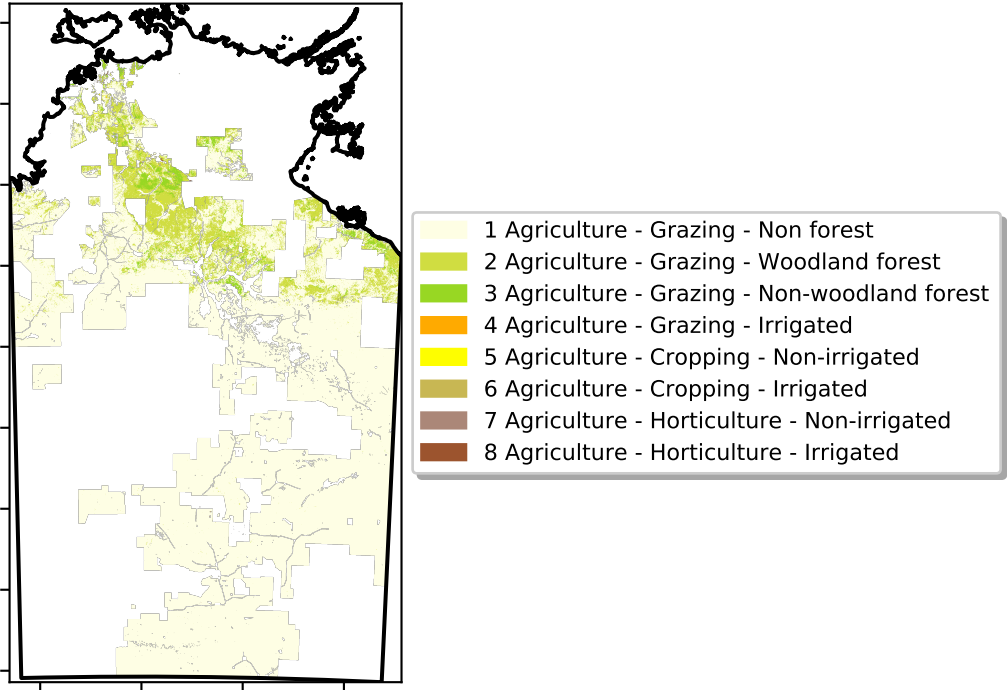 1 Agriculture - Grazing - Non forest
2 Agriculture - Grazing - Woodland forest
3 Agriculture - Grazing - Non-woodland forest
4 Agriculture - Grazing - Irrigated
5 Agriculture - Cropping - Non-irrigated
6 Agriculture - Cropping - Irrigated
7 Agriculture - Horticulture - Non-irrigated
8 Agriculture - Horticulture - Irrigated